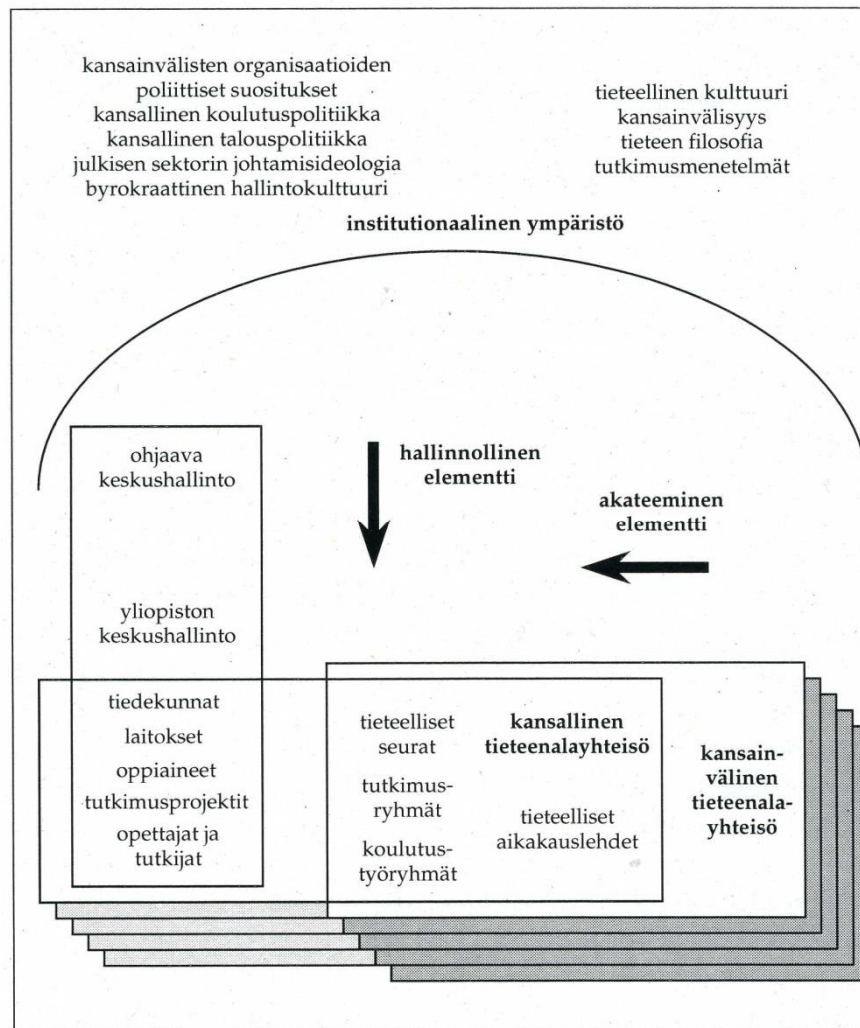 kansainvälisten organisaatioiden
poliittiset suositukset
kansallinen koulutuspolitiikka
kansallinen talouspolitiikka
julkisen sektorin johtamisideologia
byrokraattinen hallintokulttuuri
tieteellinen kulttuuri
kansainvälisyys
tieteen filosofia
tutkimusmenetelmät
institutionaalinen ympäristö
ohjaava
keskushallinto
hallinnollinen
elementti
akateeminen
elementti
yliopiston
keskushallinto
tiedekunnat
laitokset
oppiaineet
tutkimusprojektit
opettajat ja
tutkijat
tieteelliset
seurat
tutkimus-
ryhmät
koulutus-
työryhmät
kansallinen
tieteenalayhteisö
tieteelliset
aikakauslehdet
kansain-
välinen
tieteenala-
yhteisö